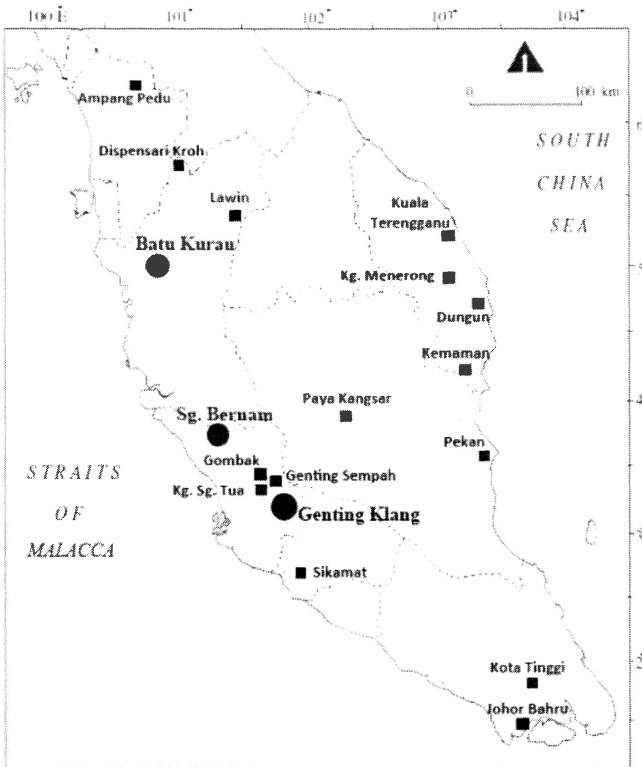 100 E 101° 102° 103° 104°
0 100 km
Ampang Pedu
SOUTH
CHINA
SEA
Dispensari Kroh
Lawin
Kuala
Terengganu
Batu Kurau
Kg. Menerong
Dungun
Kemaman
Paya Kangsar
4
Sg. Bernam
Pekan
Gombak
Genting Sempah
Kg. Sg. Tua
STRAITS
OF
MALACCA
Genting Klang
Sikamat
Kota Tinggi
Johor Bahru